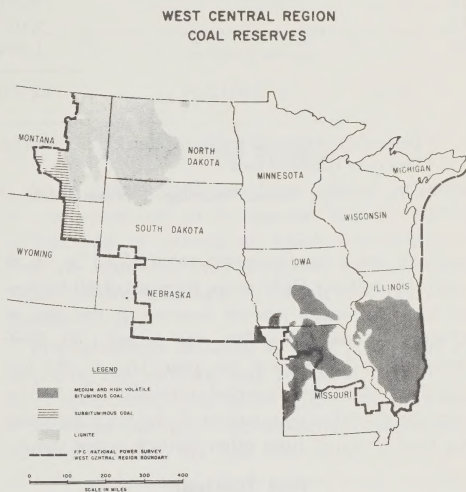 WEST CENTRAL REGION
COAL RESERVES
MONTANA
NORTH
DAKOTA
MINNESOTA
MICHIGAN
WISCONSIN
SOUTH DAKOTA
WYOMING
IOWA
NEBRASKA
ILLINOIS
MISSOURI
LEGEND
MEDIUM AND HIGH VOLATILE
BITUMINOUS COAL
SUBBITUMINOUS COAL
LIGNITE
F.P.C. NATIONAL POWER SURVEY
WEST CENTRAL REGION BOUNDARY
0 100 200 300 400
SCALE IN MILES